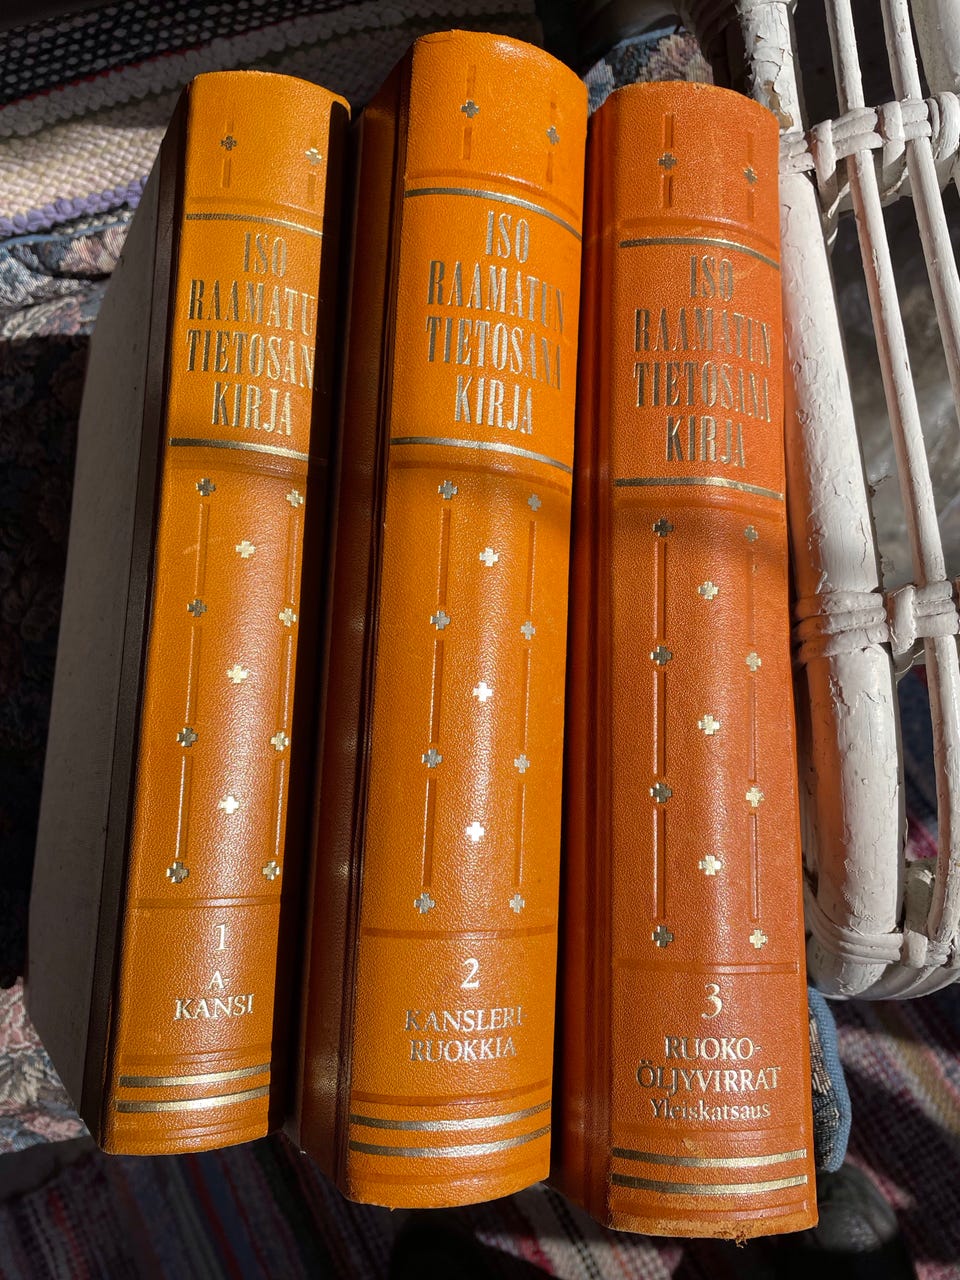 ISO
RAAMATUN
TIETOSANA
KIRJA
1
A
KANSI
ISO
RAAMATUN
TIETOSANA
KIRJA
2
KANSLERI
RUOKKIA
ISO
RAAMATUN
TIETOSANA
KIRJA
3
RUOKO-
ÖLJYVIRRAT
Yleiskatsaus